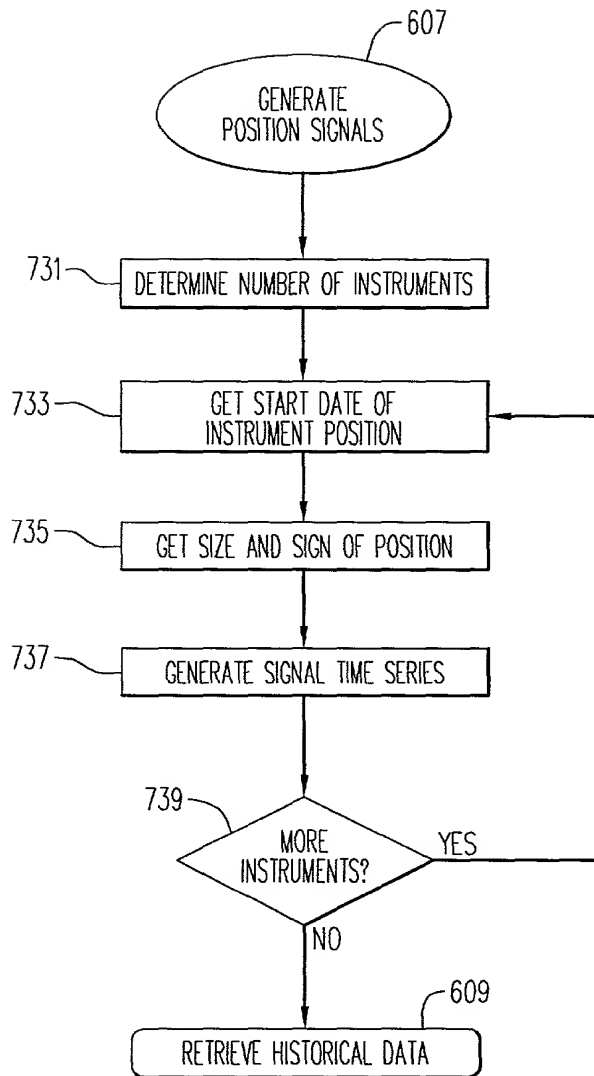 607
GENERATE
POSITION SIGNALS
731
DETERMINE NUMBER OF INSTRUMENTS
733
GET START DATE OF
INSTRUMENT POSITION
735
GET SIZE AND SIGN OF POSITION
737
GENERATE SIGNAL TIME SERIES
739
MORE
INSTRUMENTS?
YES
NO
609
RETRIEVE HISTORICAL DATA